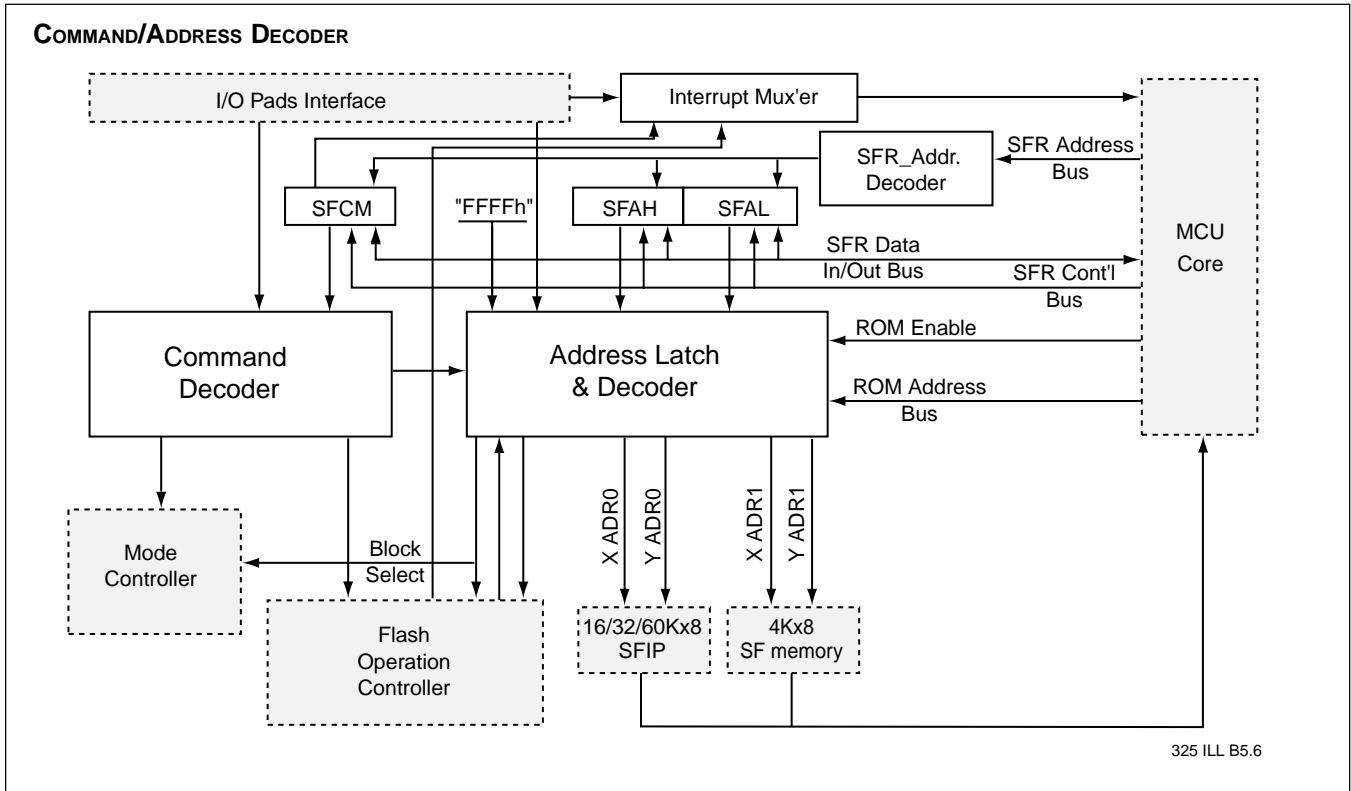 COMMAND/ADDRESS DECODER
I/O Pads Interface
Interrupt Mux'er
SFR_Addr.
Decoder
SFR Address
Bus
MCU
Core
SFCM
"FFFFh"
SFAH
SFAL
SFR Data
In/Out Bus
SFR Cont'l
Bus
Command
Decoder
Address Latch
& Decoder
ROM Enable
ROM Address
Bus
Mode
Controller
Block
Select
X ADR0
Y ADR0
X ADR1
Y ADR1
Flash
Operation
Controller
16/32/60Kx8
SFIP
4Kx8
SF memory
325 ILL B5.6